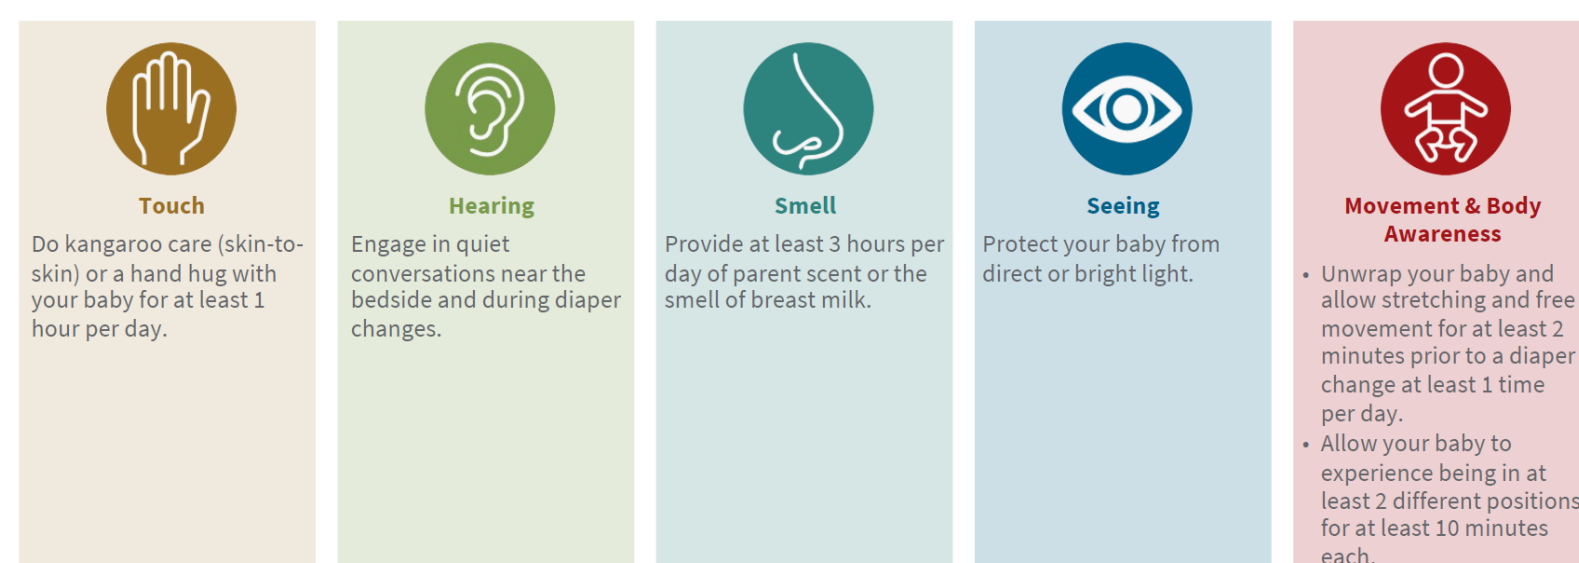 Touch
Do kangaroo care (skin-to-
skin) or a hand hug with
your baby for at least 1
hour per day.
Hearing
Engage in quiet
conversations near the
bedside and during diaper
changes.
Smell
Provide at least 3 hours per
day of parent scent or the
smell of breast milk.
Seeing
Protect your baby from
direct or bright light.
Movement & Body
Awareness
• Unwrap your baby and
allow stretching and free
movement for at least 2
minutes prior to a diaper
change at least 1 time
per day.
• Allow your baby to
experience being in at
least 2 different positions
for at least 10 minutes
each.